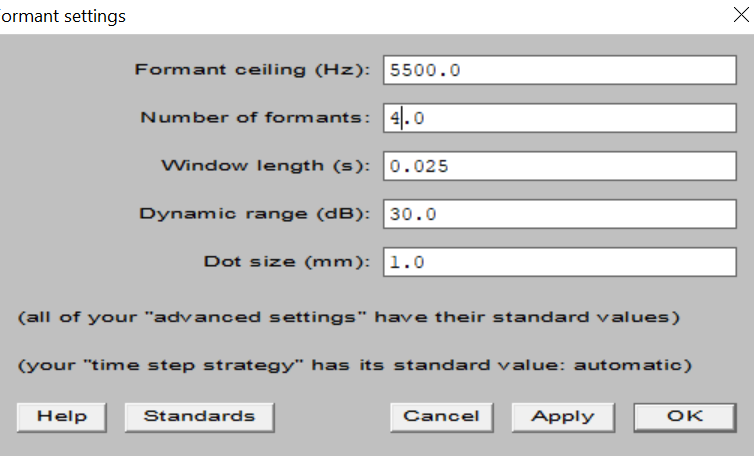 ormant settings
Formant ceiling (Hz): 5500.0
Number of formants: 4.0
Window length (s): 0.025
Dynamic range (dB): 30.0
Dot size (mm): 1.0
(all of your "advanced settings" have their standard values)
(your "time step strategy" has its standard value: automatic)
Help Standards Cancel Apply OK